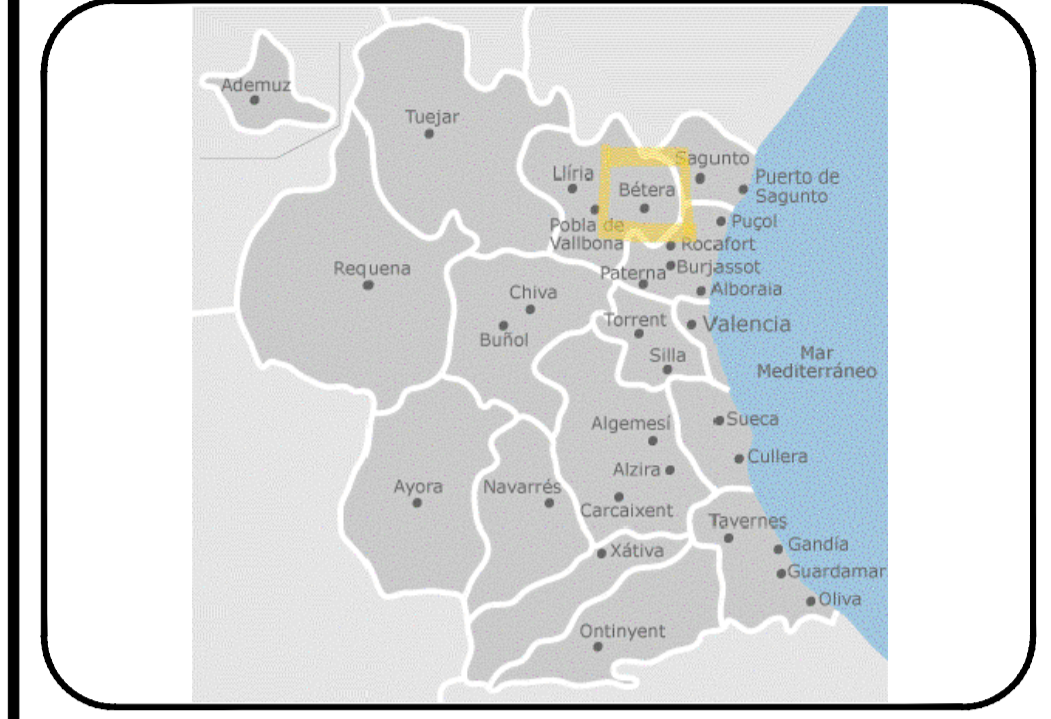 Ademuz
Tuejar
Sagunto
Llíria
Puerto de
Sagunto
Bétera
Puçol
Pobla de
Vallbona
Rocafort
Requena
Burjassot
Paterna
Alboraia
Chiva
Torrent
Valencia
Buñol
Silla
Mar
Mediterráneo
Algemesí
Sueca
Cullera
Alzira
Ayora
Navarrés
Carcaixent
Tavernes
Gandía
Xátiva
Guardamar
Oliva
Ontinyent